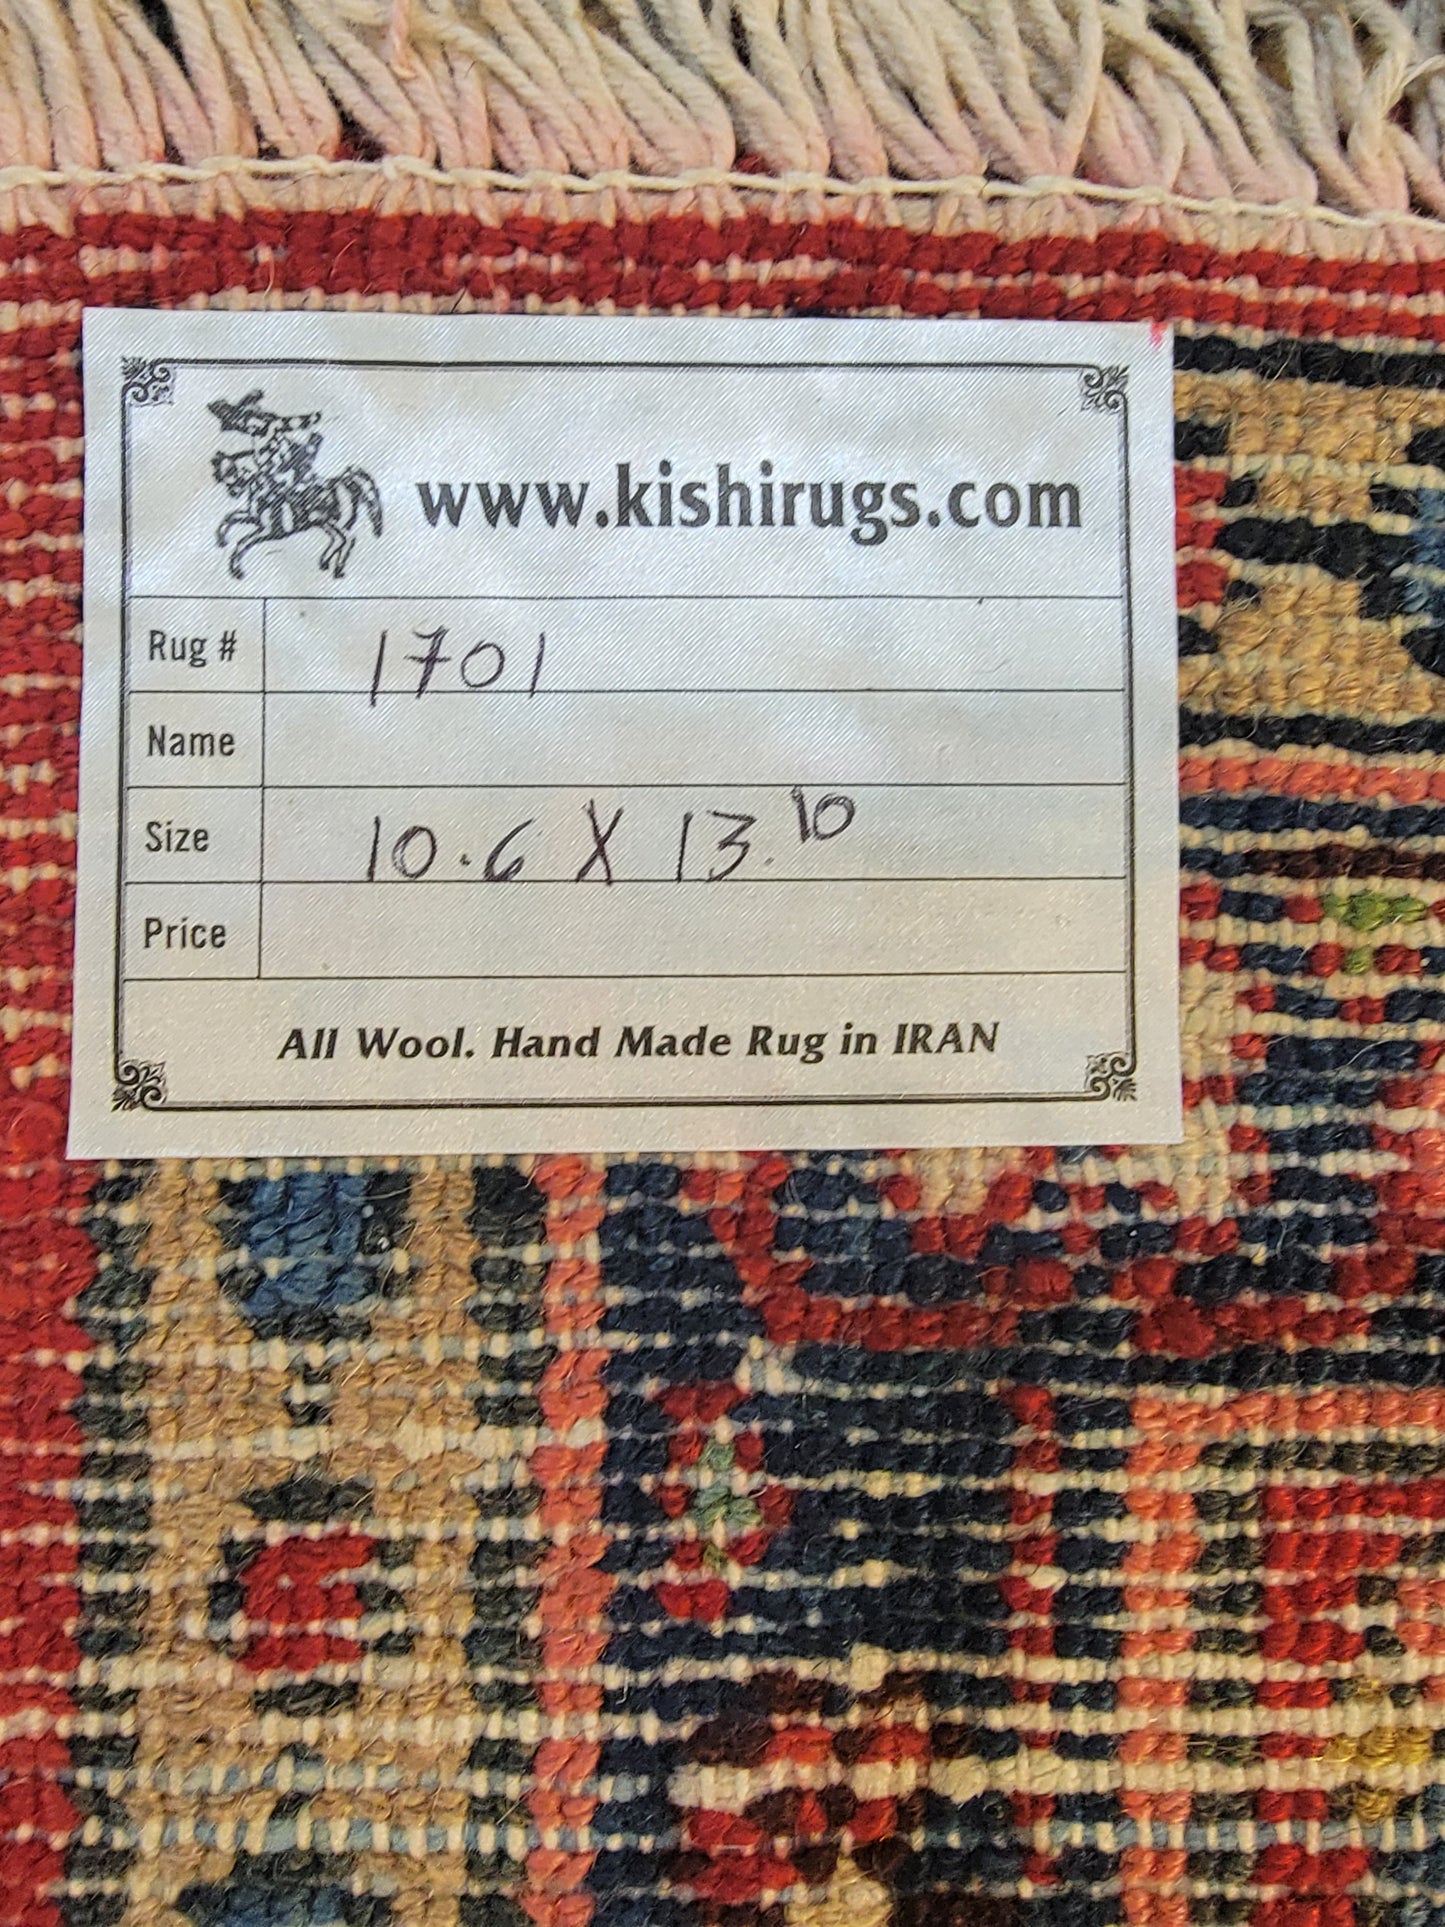 www.kishirugs.com
Rug # 1701
Name
Size 10.6 X 13.10
Price
All Wool. Hand Made Rug in IRAN